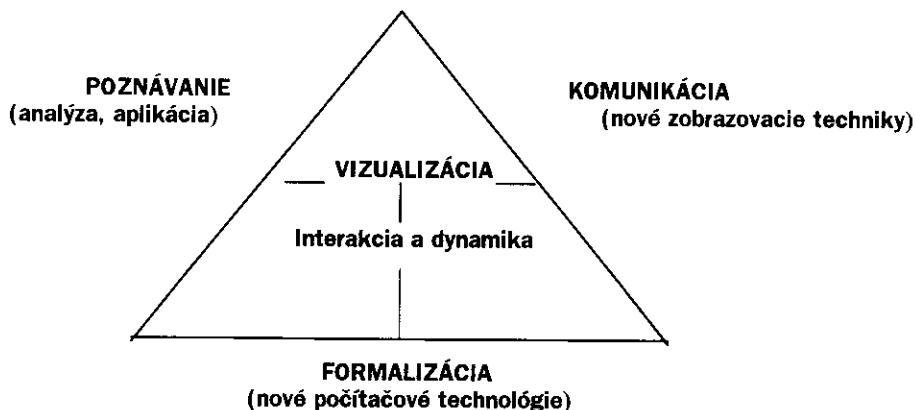 POZNÁVANIE
(analýza, aplikácia)
KOMUNIKÁCIA
(nové zobrazovacie techniky)
VIZUALIZÁCIA
Interakcia a dynamika
FORMALIZÁCIA
(nové počítačové technológie)